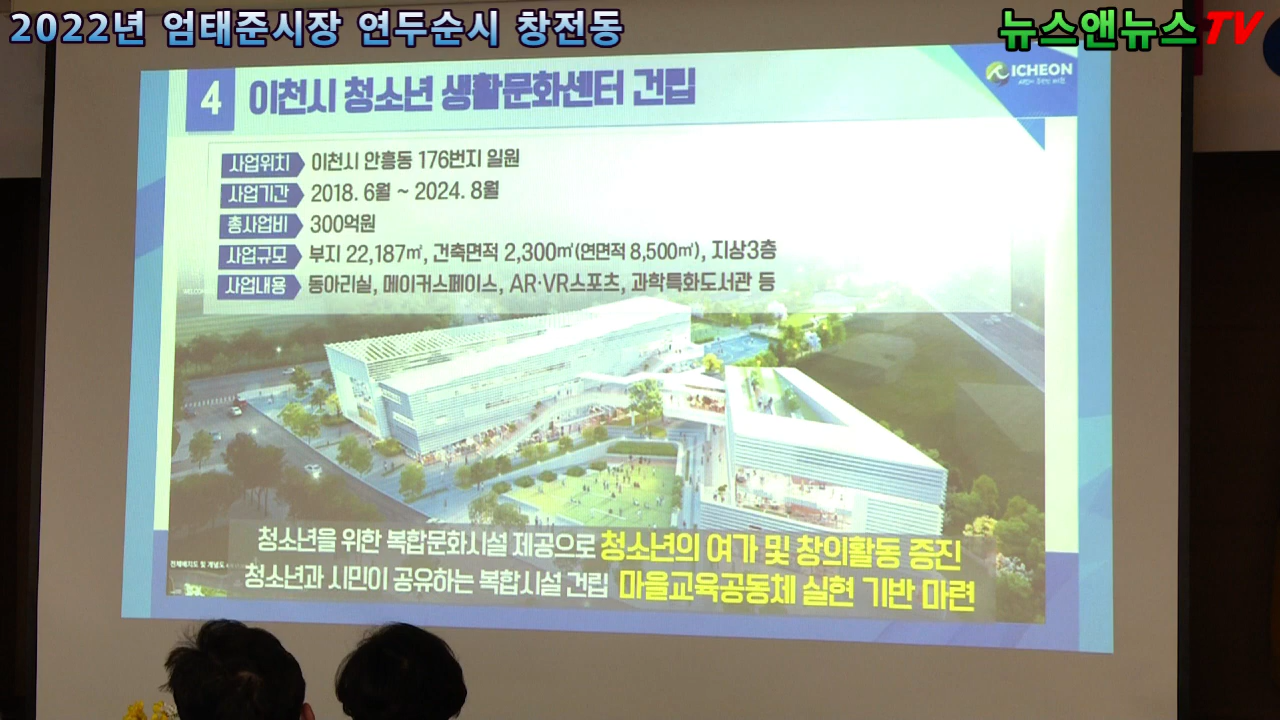 2022년 엄태준시장 연두순시 창전동
뉴스앤뉴스TV
4 이천시 청소년 생활문화센터 건립
ICHEON
사업위치 이천시 안흥동 176번지 일원
사업기간 2018. 6월 ~ 2024. 8월
총사업비 300억원
사업규모 부지 22,187㎡, 건축면적 2,300㎡(연면적 8,500㎡), 지상3층
사업내용 동아리실, 메이커스페이스, AR·VR스포츠, 과학특화도서관 등
청소년을 위한 복합문화시설 제공으로 청소년의 여가 및 창의활동 증진
전체배치도 및 개념도
청소년과 시민이 공유하는 복합시설 건립 마을교육공동체 실현 기반 마련